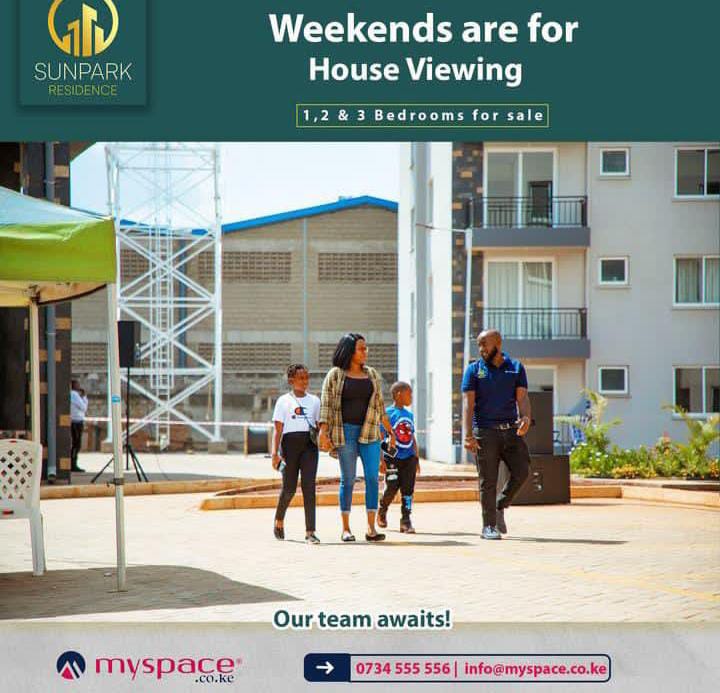 SUNPARK
RESIDENCE
Weekends are for
House Viewing
1,2 & 3 Bedrooms for sale
Our team awaits!
myspace®
.co.ke
0734 555 556 | info@myspace.co.ke